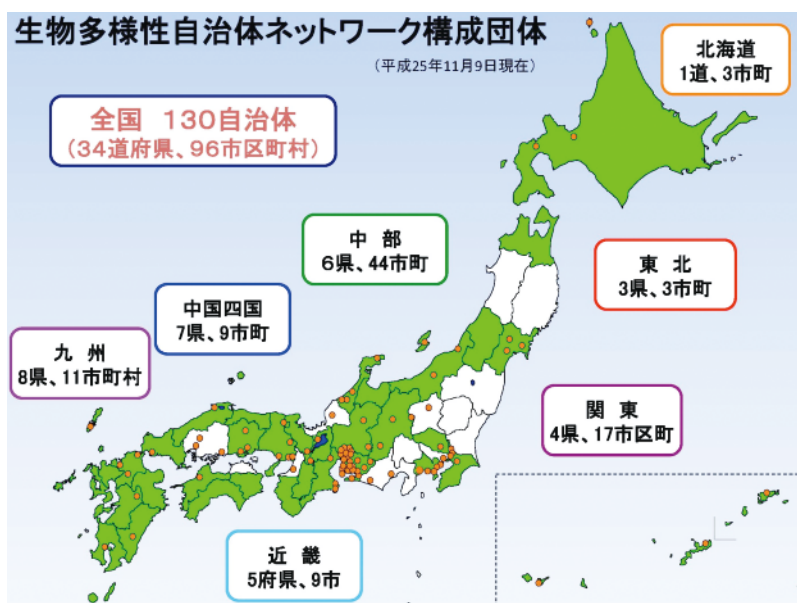 生物多様性自治体ネットワーク構成団体
（平成25年11月9日現在）
全国　130自治体
（34道府県、96市区町村）
北海道
1道、3市町
中　部
6県、44市町
東　北
3県、3市町
中国四国
7県、9市町
九　州
8県、11市町村
関　東
4県、17市区町
近　畿
5府県、9市